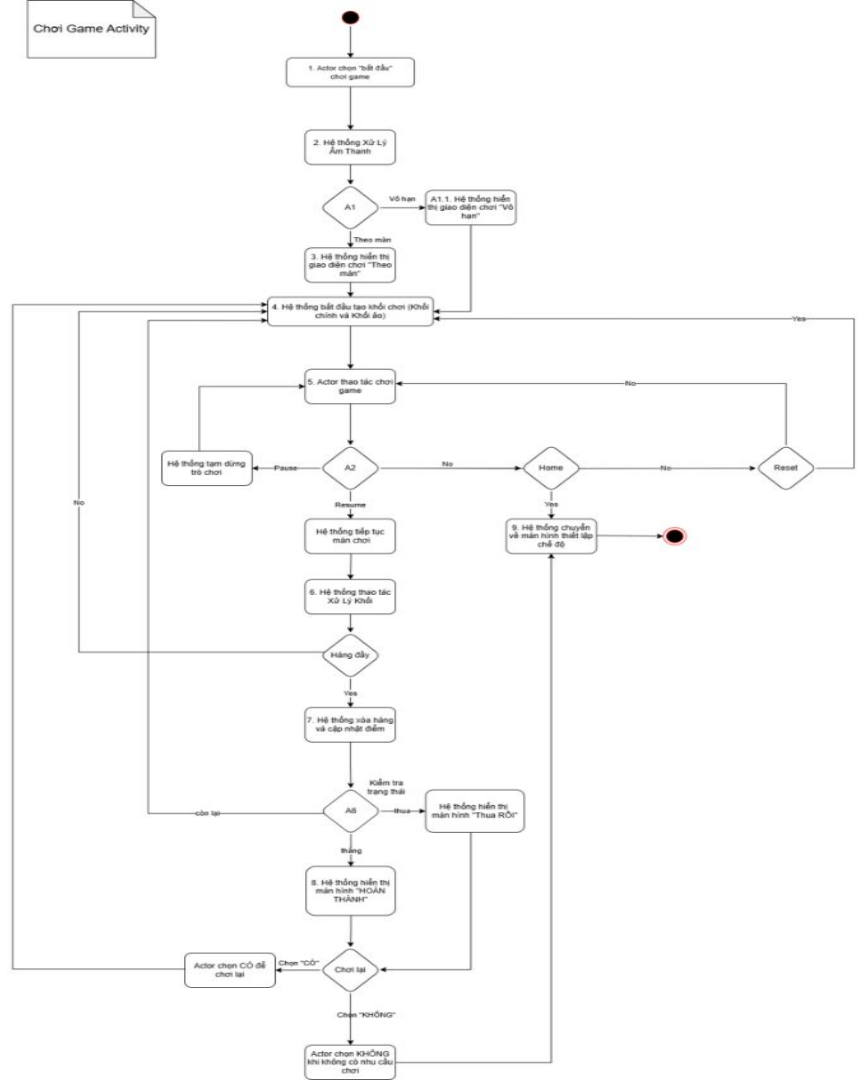 Chơi Game Activity
1. Actor chọn "bắt đầu"
chơi game
2. Hệ thống Xử Lý
Âm Thanh
A1
Vô hạn
A1.1. Hệ thống hiển
thị giao diện chơi "Vô
hạn"
Theo màn
3. Hệ thống hiển thị
giao diện chơi "Theo
màn"
4. Hệ thống bắt đầu tạo khối chơi (Khối
chính và Khối ảo)
Yes
5. Actor thao tác chơi
game
No
Hệ thống tạm dừng
trò chơi
Pause
A2
No
Home
No
Reset
No
Resume
Yes
Hệ thống tiếp tục
màn chơi
9. Hệ thống chuyển
về màn hình thiết lập
chế độ
6. Hệ thống thao tác
Xử Lý Khối
Hàng đầy
Yes
7. Hệ thống xóa hàng
và cập nhật điểm
Kiểm tra
trạng thái
còn lại
A6
thua
Hệ thống hiển thị
màn hình "Thua RỒI"
thắng
8. Hệ thống hiển thị
màn hình "HOÀN
THÀNH"
Actor chọn CÓ để
chơi lại
Chọn "CÓ"
Chơi lại
Chọn "KHÔNG"
Actor chọn KHÔNG
khi không có nhu cầu
chơi